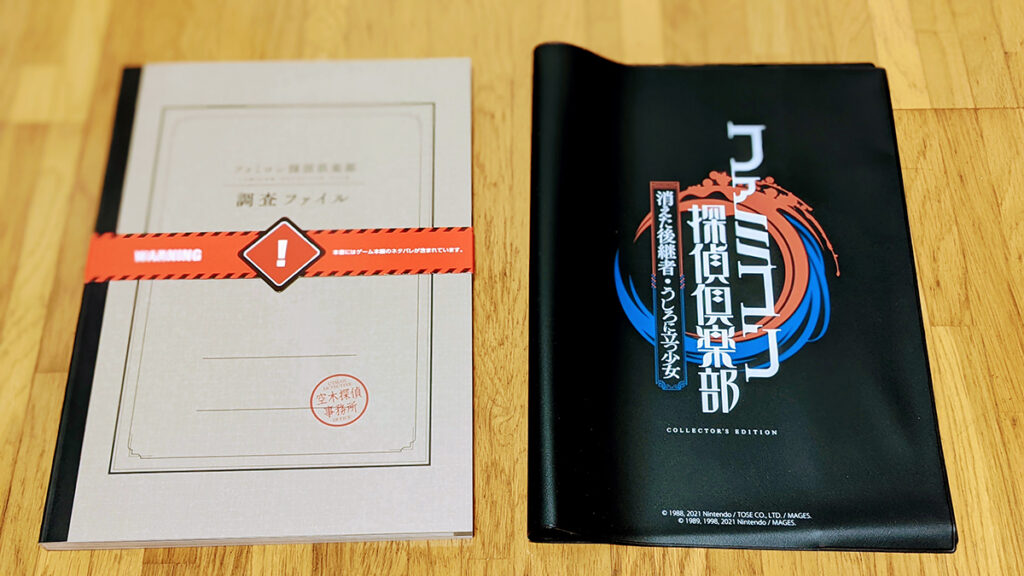 ファミコン探偵倶楽部
調査ファイル
WARNING
!
本書にはゲーム本編のネタバレが含まれています。
空木探偵
事務所
ファミコン
探偵倶楽部
消えた後継者・うしろに立つ少女
COLLECTOR'S EDITION
© 1988, 2021 Nintendo / TOSE CO., LTD. / MAGES.
© 1989, 1998, 2021 Nintendo / MAGES.